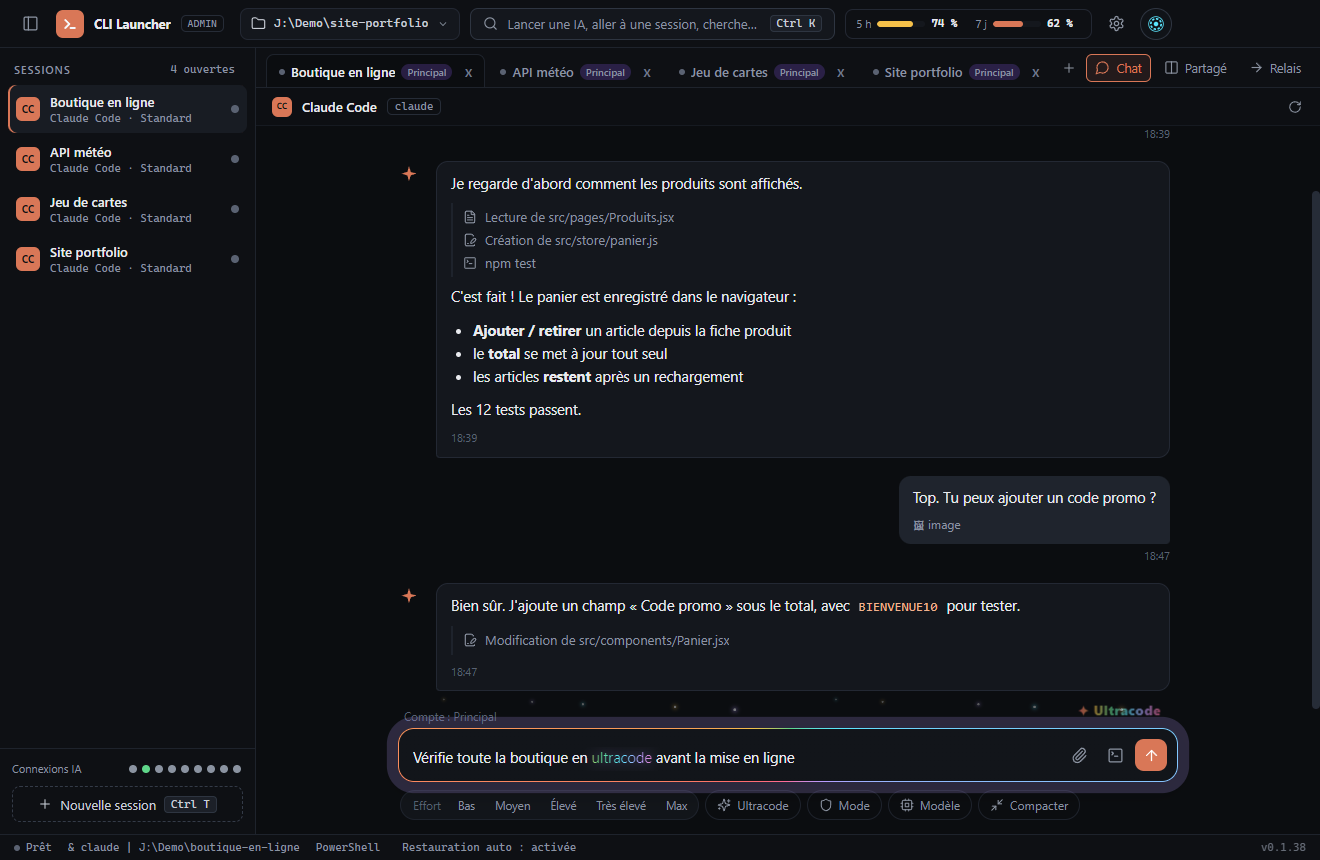 CLI Launcher ADMIN J:\Demo\site-portfolio Lancer une IA, aller à une session, cherche... Ctrl K 5 h 74 % 7 j 62 %
SESSIONS 4 ouvertes
CC Boutique en ligne
Claude Code · Standard
CC API météo
Claude Code · Standard
CC Jeu de cartes
Claude Code · Standard
CC Site portfolio
Claude Code · Standard
Connexions IA
+ Nouvelle session Ctrl T
Boutique en ligne Principal X API météo Principal X Jeu de cartes Principal X Site portfolio Principal X + Chat Partagé Relais
CC Claude Code claude
18:39
Je regarde d'abord comment les produits sont affichés.
Lecture de src/pages/Produits.jsx
Création de src/store/panier.js
npm test
C'est fait ! Le panier est enregistré dans le navigateur :
• Ajouter / retirer un article depuis la fiche produit
• le total se met à jour tout seul
• les articles restent après un rechargement
Les 12 tests passent.
18:39
Top. Tu peux ajouter un code promo ?
image
18:47
Bien sûr. J'ajoute un champ « Code promo » sous le total, avec BIENVENUE10 pour tester.
Modification de src/components/Panier.jsx
18:47
Compte : Principal Ultracode
Vérifie toute la boutique en ultracode avant la mise en ligne
Effort Bas Moyen Élevé Très élevé Max Ultracode Mode Modèle Compacter
Prêt & claude | J:\Demo\boutique-en-ligne PowerShell Restauration auto : activée v0.1.38